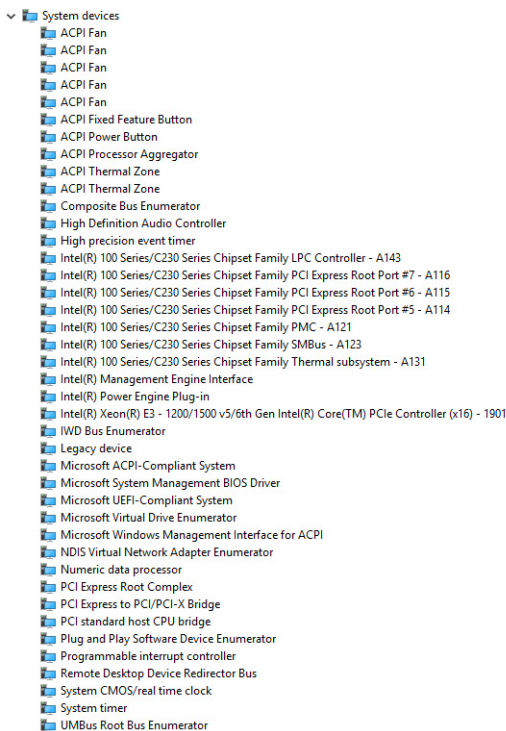 System devices
ACPI Fan
ACPI Fan
ACPI Fan
ACPI Fan
ACPI Fan
ACPI Fixed Feature Button
ACPI Power Button
ACPI Processor Aggregator
ACPI Thermal Zone
ACPI Thermal Zone
Composite Bus Enumerator
High Definition Audio Controller
High precision event timer
Intel(R) 100 Series/C230 Series Chipset Family LPC Controller - A143
Intel(R) 100 Series/C230 Series Chipset Family PCI Express Root Port #7 - A116
Intel(R) 100 Series/C230 Series Chipset Family PCI Express Root Port #6 - A115
Intel(R) 100 Series/C230 Series Chipset Family PCI Express Root Port #5 - A114
Intel(R) 100 Series/C230 Series Chipset Family PMC - A121
Intel(R) 100 Series/C230 Series Chipset Family SMBus - A123
Intel(R) 100 Series/C230 Series Chipset Family Thermal subsystem - A131
Intel(R) Management Engine Interface
Intel(R) Power Engine Plug-in
Intel(R) Xeon(R) E3 - 1200/1500 v5/6th Gen Intel(R) Core(TM) PCIe Controller (x16) - 1901
IWD Bus Enumerator
Legacy device
Microsoft ACPI-Compliant System
Microsoft System Management BIOS Driver
Microsoft UEFI-Compliant System
Microsoft Virtual Drive Enumerator
Microsoft Windows Management Interface for ACPI
NDIS Virtual Network Adapter Enumerator
Numeric data processor
PCI Express Root Complex
PCI Express to PCI/PCI-X Bridge
PCI standard host CPU bridge
Plug and Play Software Device Enumerator
Programmable interrupt controller
Remote Desktop Device Redirector Bus
System CMOS/real time clock
System timer
UMBus Root Bus Enumerator